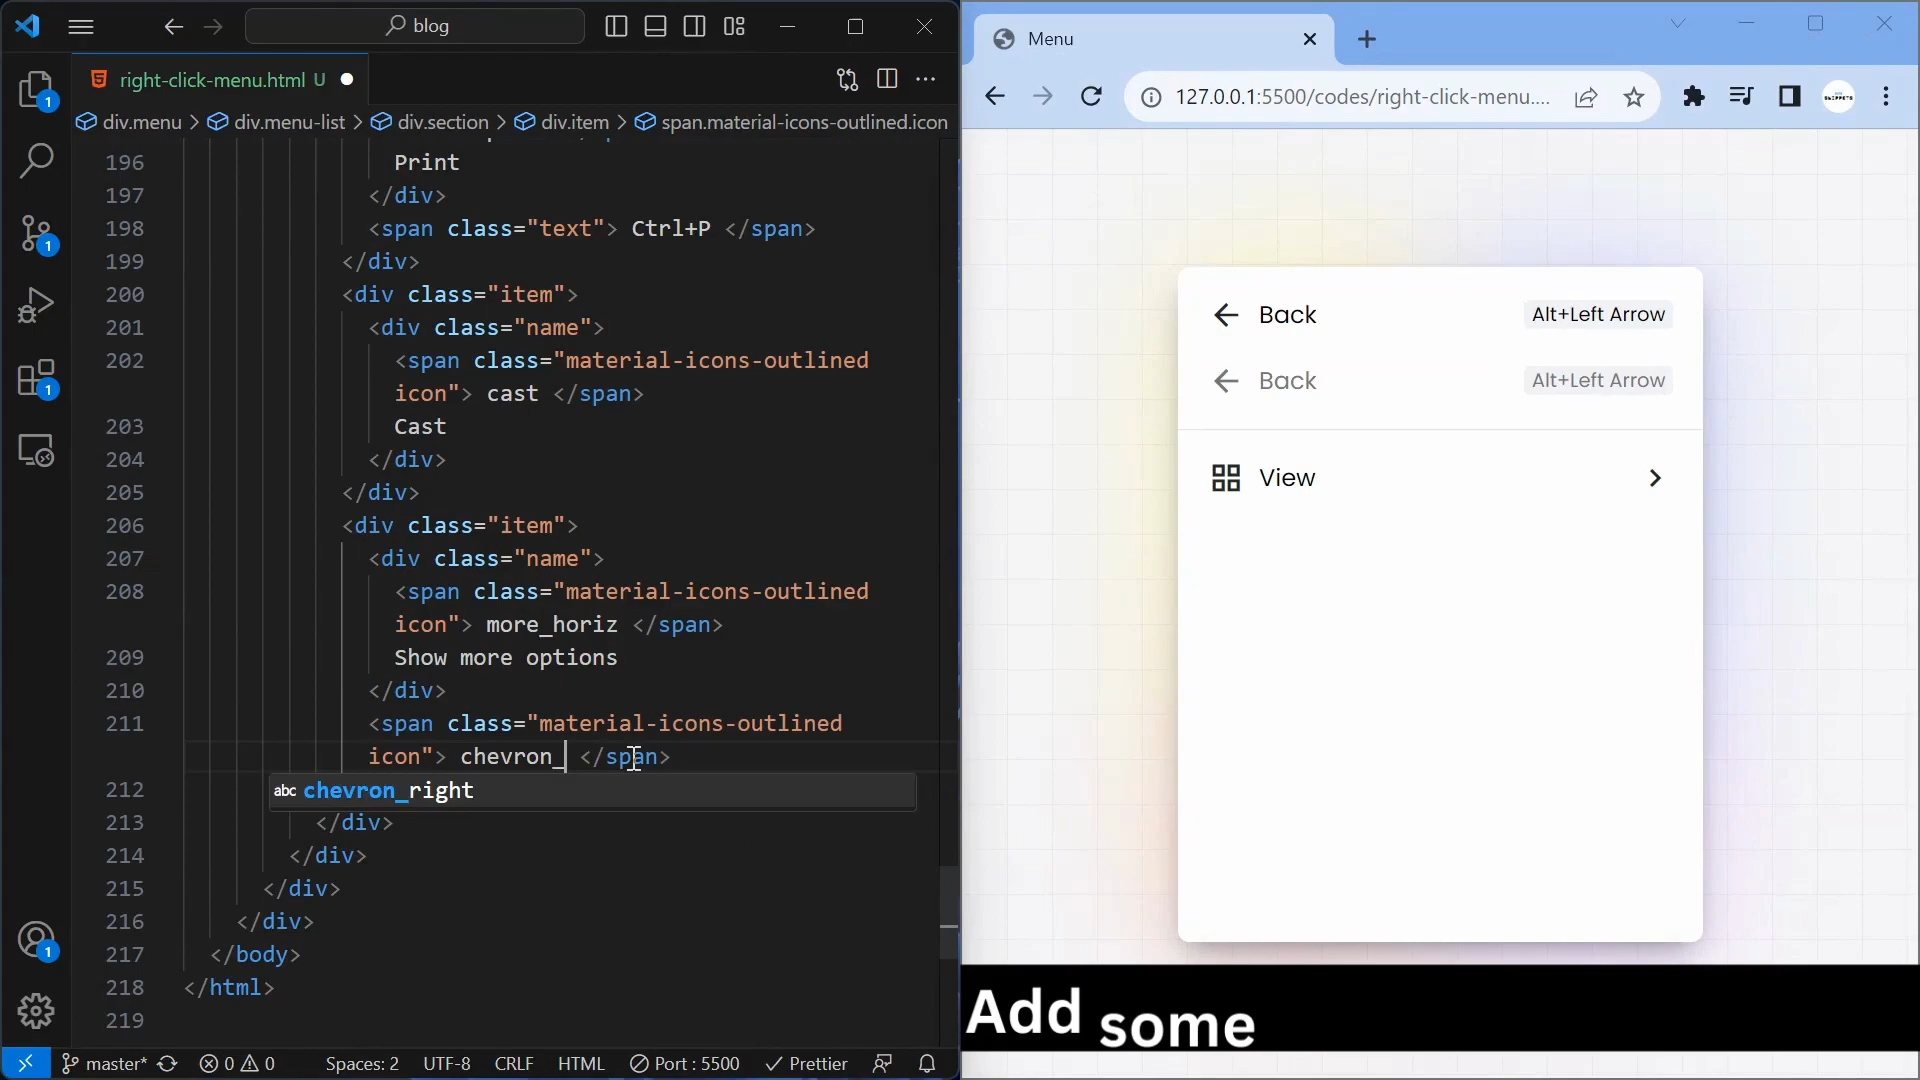 blog
right-click-menu.html U
div.menu > div.menu-list > div.section > div.item > span.material-icons-outlined.icon
196 Print
197 </div>
198 <span class="text"> Ctrl+P </span>
199 </div>
200 <div class="item">
201 <div class="name">
202 <span class="material-icons-outlined
icon"> cast </span>
203 Cast
204 </div>
205 </div>
206 <div class="item">
207 <div class="name">
208 <span class="material-icons-outlined
icon"> more_horiz </span>
209 Show more options
210 </div>
211 <span class="material-icons-outlined
icon"> chevron_ </span>
212
abc chevron_right
213 </div>
214 </div>
215 </div>
216 </div>
217 </body>
218 </html>
219
1
1
1
1
master* 0 0 Spaces: 2 UTF-8 CRLF HTML Port : 5500 Prettier
Menu
127.0.0.1:5500/codes/right-click-menu....
Back Alt+Left Arrow
Back Alt+Left Arrow
View
Add some